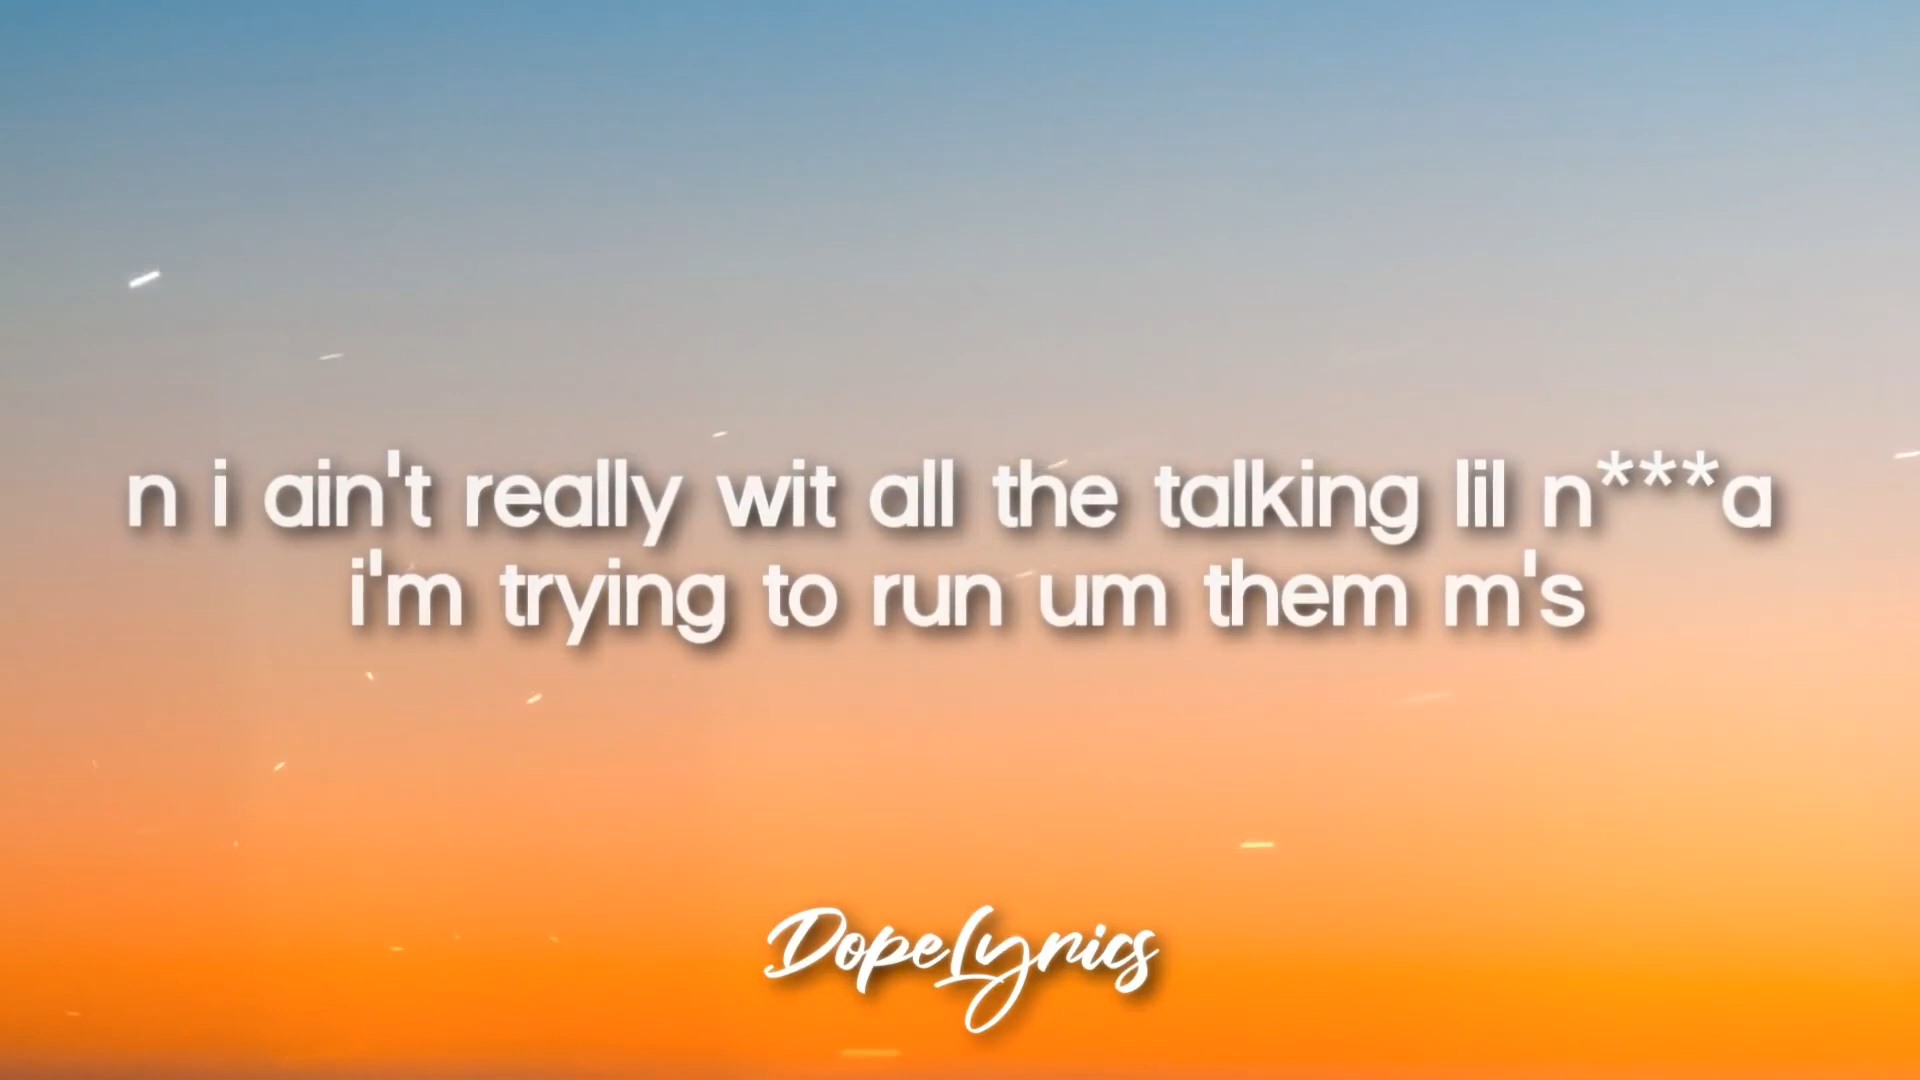 n i ain't really wit all the talking lil n***a
i'm trying to run um them m's
DopeLyrics